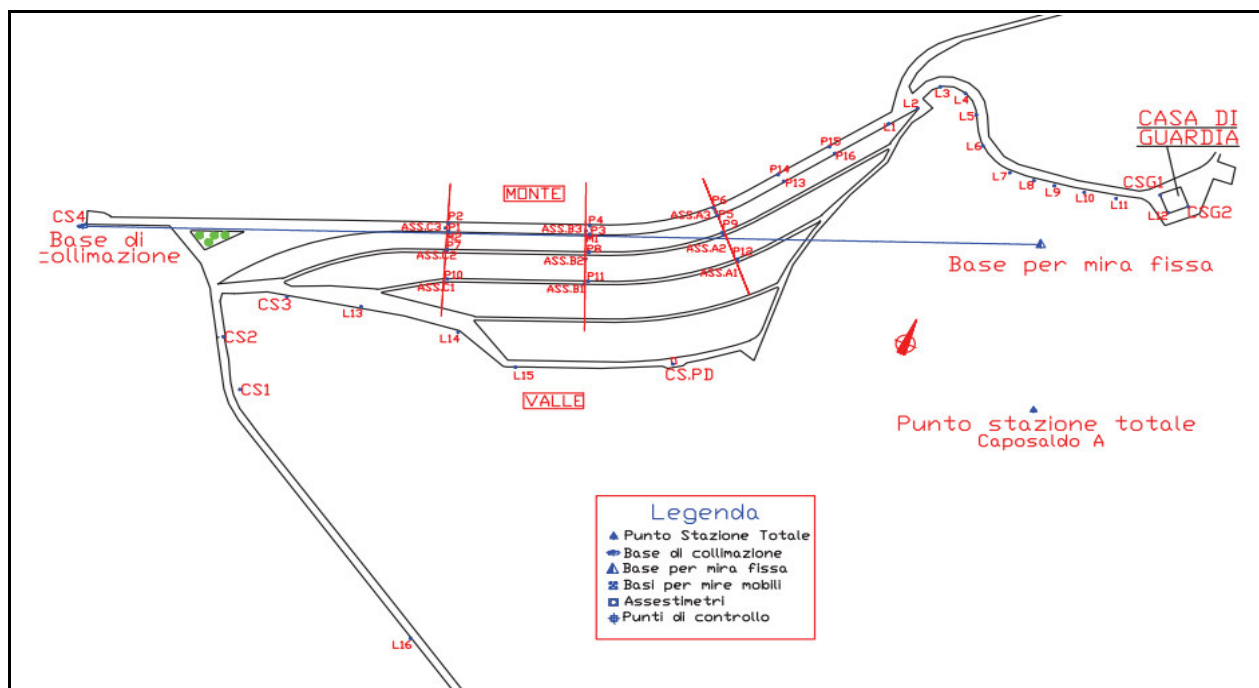 L2
L3
L4
L5
L1
P15
P16
L6
CASA DI
GUARDIA
P14
P13
L7
L8
L9
L10
L11
CSG1
L12
CSG2
MONTE
CS4
Base di
collimazione
P2
ASS.C3
P1
P4
ASS.B3
P3
M1
P6
ASS.A3
P5
P9
P7
ASS.C2
P8
ASS.B2
ASS.A2
P12
ASS.A1
Base per mira fissa
P10
ASS.C1
P11
ASS.B1
CS3
L13
CS2
L14
L15
CS.PD
CS1
VALLE
Punto stazione totale
Caposaldo A
Legenda
Punto Stazione Totale
Base di collimazione
Base per mira fissa
Basi per mire mobili
Assestimetri
Punti di controllo
L16